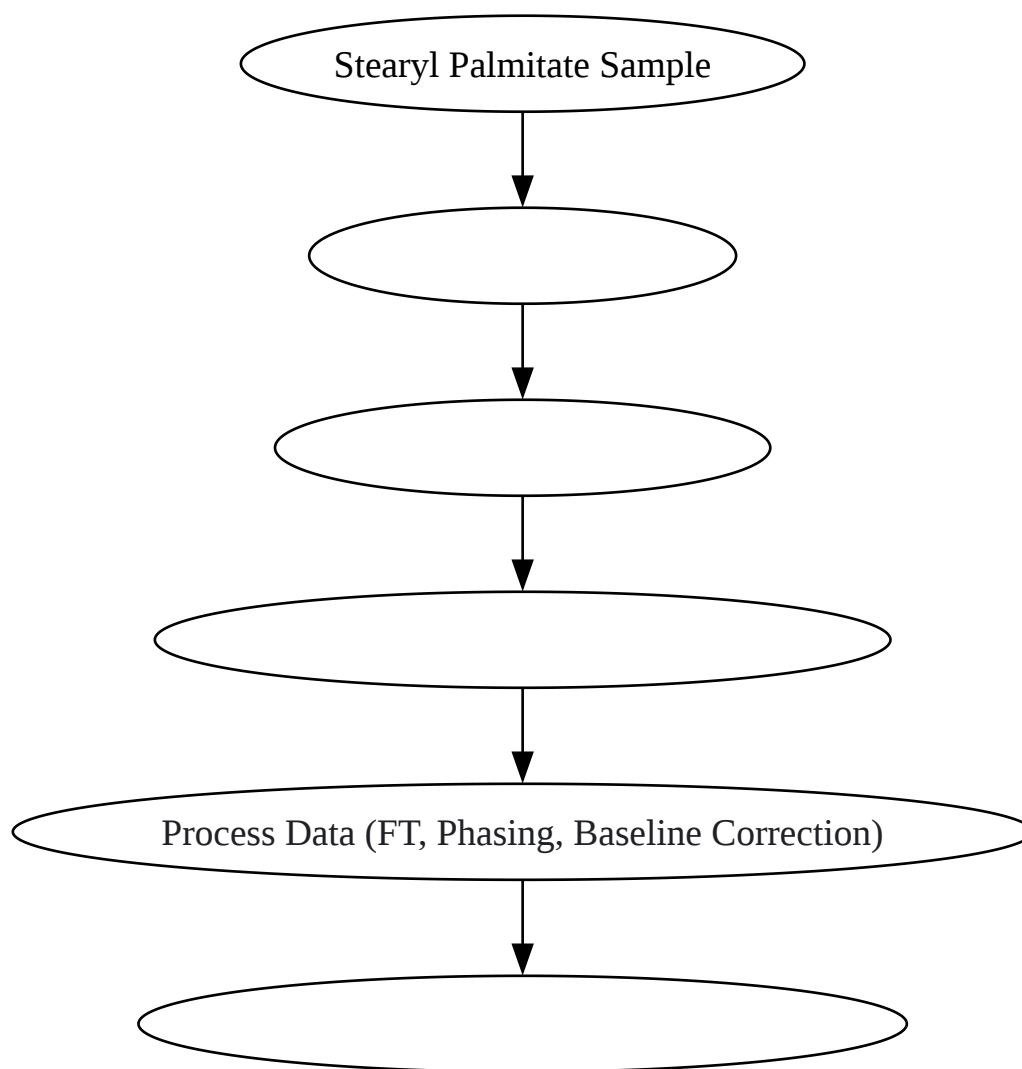 Stearyl Palmitate Sample
Process Data (FT, Phasing, Baseline Correction)